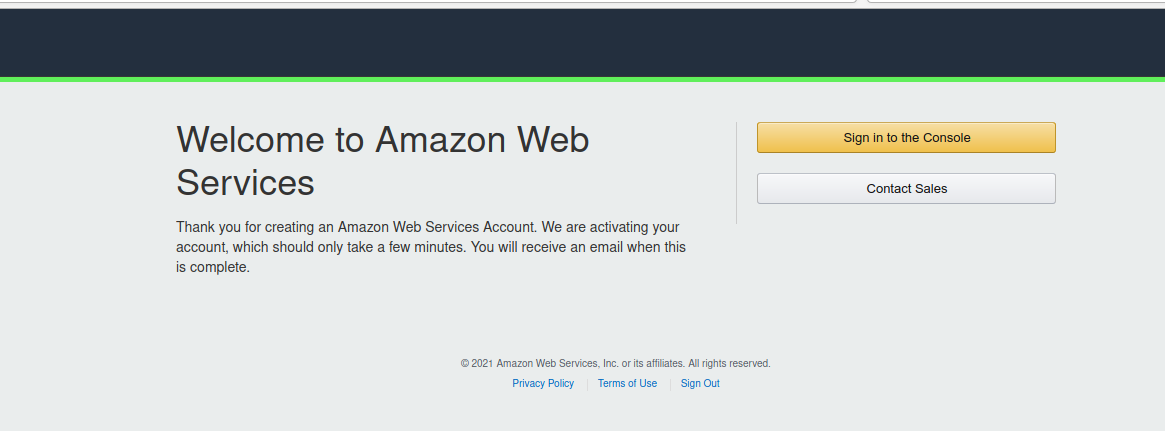 Welcome to Amazon Web
Services
Thank you for creating an Amazon Web Services Account. We are activating your
account, which should only take a few minutes. You will receive an email when this
is complete.
Sign in to the Console
Contact Sales
© 2021 Amazon Web Services, Inc. or its affiliates. All rights reserved.
Privacy Policy Terms of Use Sign Out